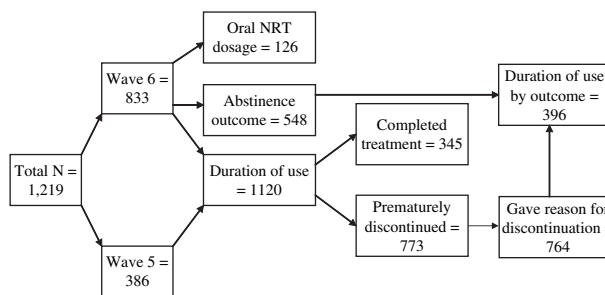 Oral NRT
dosage = 126
Wave 6 =
833
Abstinence
outcome = 548
Duration of use
by outcome =
396
Completed
treatment = 345
Total N =
1,219
Duration of use
= 1120
Prematurely
discontinued =
773
Gave reason for
discontinuation =
764
Wave 5 =
386